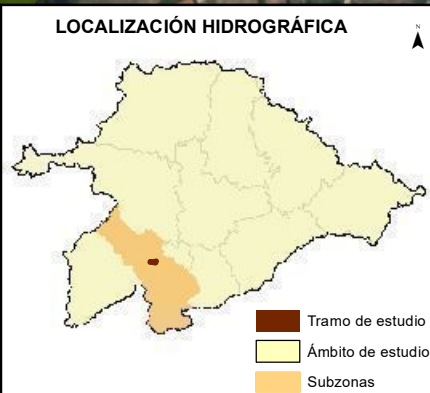 LOCALIZACIÓN HIDROGRÁFICA
N
Tramo de estudio
Ámbito de estudio
Subzonas